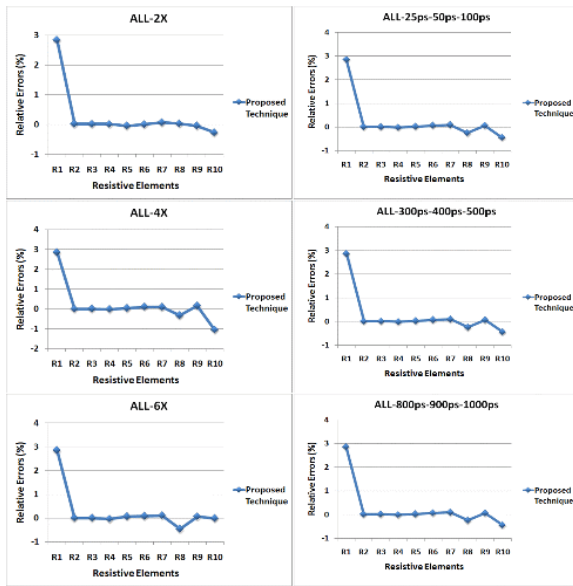 ALL-2X
Relative Errors (%)
3
2
1
0
-1
R1 R2 R3 R4 R5 R6 R7 R8 R9 R10
Resistive Elements
Proposed
Technique
ALL-25ps-50ps-100ps
Relative Errors (%)
4
3
2
1
0
-1
R1 R2 R3 R4 R5 R6 R7 R8 R9 R10
Resistive Elements
Proposed
Technique
ALL-4X
Relative Errors (%)
4
3
2
1
0
-1
-2
R1 R2 R3 R4 R5 R6 R7 R8 R9 R10
Resistive Elements
Proposed
Technique
ALL-300ps-400ps-500ps
Relative Errors (%)
4
3
2
1
0
-1
R1 R2 R3 R4 R5 R6 R7 R8 R9 R10
Resistive Elements
Proposed
Technique
ALL-6X
Relative Errors (%)
4
3
2
1
0
-1
R1 R2 R3 R4 R5 R6 R7 R8 R9 R10
Resistive Elements
Proposed
Technique
ALL-800ps-900ps-1000ps
Relative Errors (%)
4
3
2
1
0
-1
R1 R2 R3 R4 R5 R6 R7 R8 R9 R10
Resistive Elements
Proposed
Technique